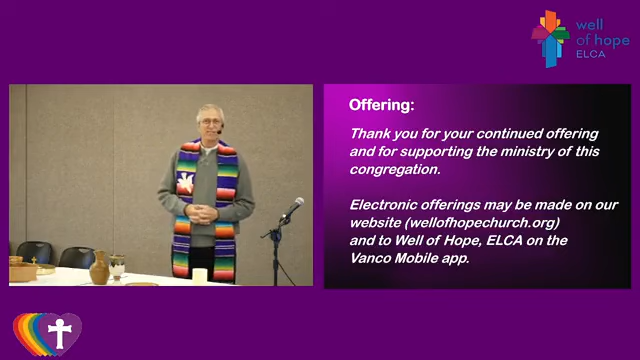 well
of hope
ELCA
Offering:
Thank you for your continued offering
and for supporting the ministry of this
congregation.
Electronic offerings may be made on our
website (wellofhopechurch.org)
and to Well of Hope, ELCA on the
Vanco Mobile app.